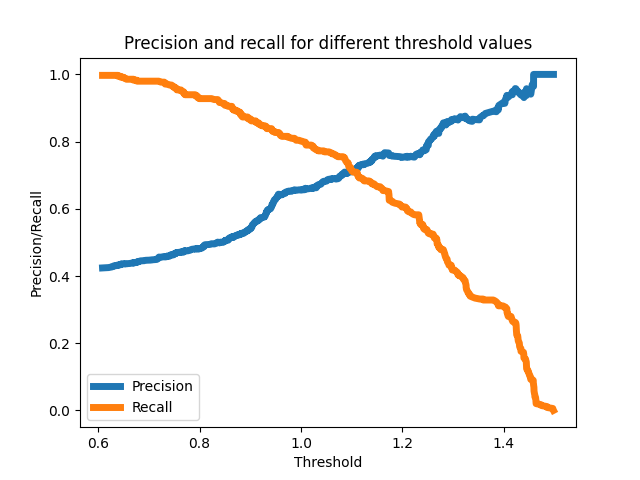 Precision and recall for different threshold values
1.0
0.8
0.6
0.4
0.2
0.0
Precision/Recall
Precision
Recall
0.6 0.8 1.0 1.2 1.4
Threshold